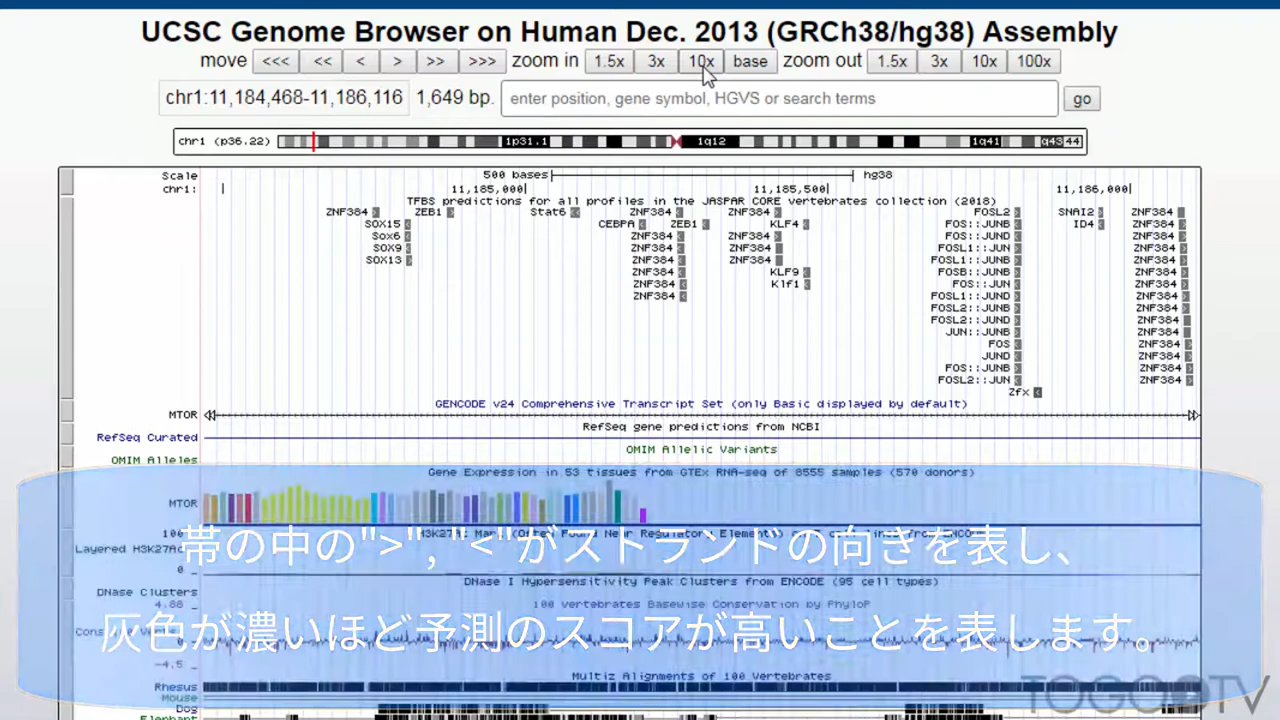 UCSC Genome Browser on Human Dec. 2013 (GRCh38/hg38) Assembly
move <<< << < > >> >>> zoom in 1.5x 3x 10x base zoom out 1.5x 3x 10x 100x
chr1:11,184,468-11,186,116 1,649 bp. enter position, gene symbol, HGVS or search terms go
chr1 (p36.22) 1p31.1 1q12 1q41 q43 44
Scale 500 bases hg38
chr1: 11,185,000 11,185,500 11,186,000
TFBS predictions for all profiles in the JASPAR CORE vertebrates collection (2018)
ZNF384 ZEB1 Stat6 ZNF384 ZNF384 FOSL2 SNAI2 ZNF384
SOX15 CEBPA ZEB1 KLF4 FOS::JUNB ID4 ZNF384
Sox6 ZNF384 ZNF384 FOS::JUND ZNF384
SOX9 ZNF384 ZNF384 FOSL1::JUN ZNF384
SOX13 ZNF384 ZNF384 FOSL1::JUNB ZNF384
ZNF384 KLF9 FOSB::JUNB ZNF384
ZNF384 Klf1 FOS::JUN ZNF384
ZNF384 FOSL1::JUND ZNF384
FOSL2::JUNB ZNF384
FOSL2::JUND ZNF384
JUN::JUNB ZNF384
FOS ZNF384
JUND ZNF384
FOS::JUNB ZNF384
FOSL2::JUN ZNF384
Zfx
GENCODE v24 Comprehensive Transcript Set (only Basic displayed by default)
MTOR
RefSeq gene predictions from NCBI
RefSeq Curated
OMIM Allelic Variants
OMIM Alleles
Gene Expression in 53 tissues from GTEx RNA-seq of 8555 samples (570 donors)
MTOR
帯の中の">", "<"がストランドの向きを表し、
Layered H3K27Ac
DNase I Hypersensitivity Peak Clusters from ENCODE (95 cell types)
DNase Clusters
4.88
100 vertebrates Basewise Conservation by PhyloP
灰色が濃いほど予測のスコアが高いことを表します。
-4.5
Multiz Alignments of 100 Vertebrates
Rhesus
Mouse
Dog
Elephant
TOGOTV